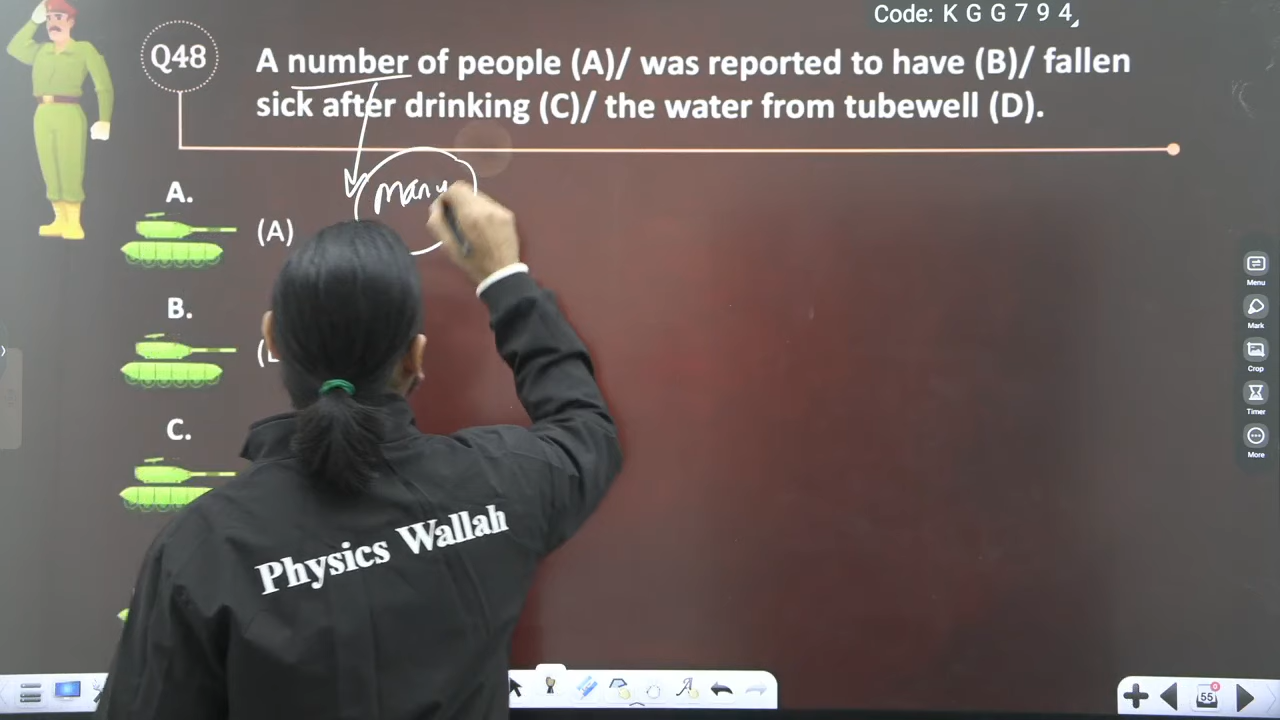 Code: K G G 7 9 4
Q48
A number of people (A)/ was reported to have (B)/ fallen
sick after drinking (C)/ the water from tubewell (D).
many
A.
(A)
B.
C.
Physics Wallah
Menu
Mark
Crop
Timer
More
55